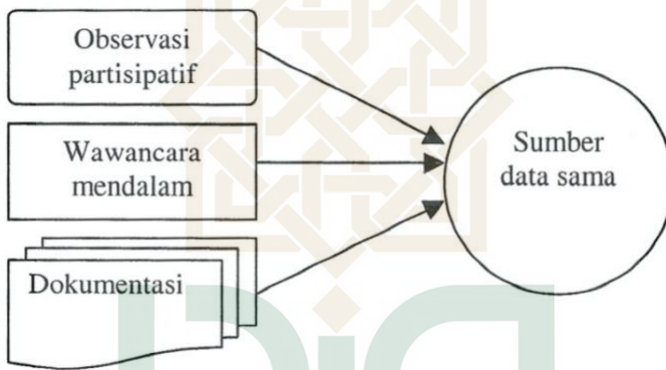 Observasi
partisipatif
Wawancara
mendalam
Dokumentasi
Sumber
data sama